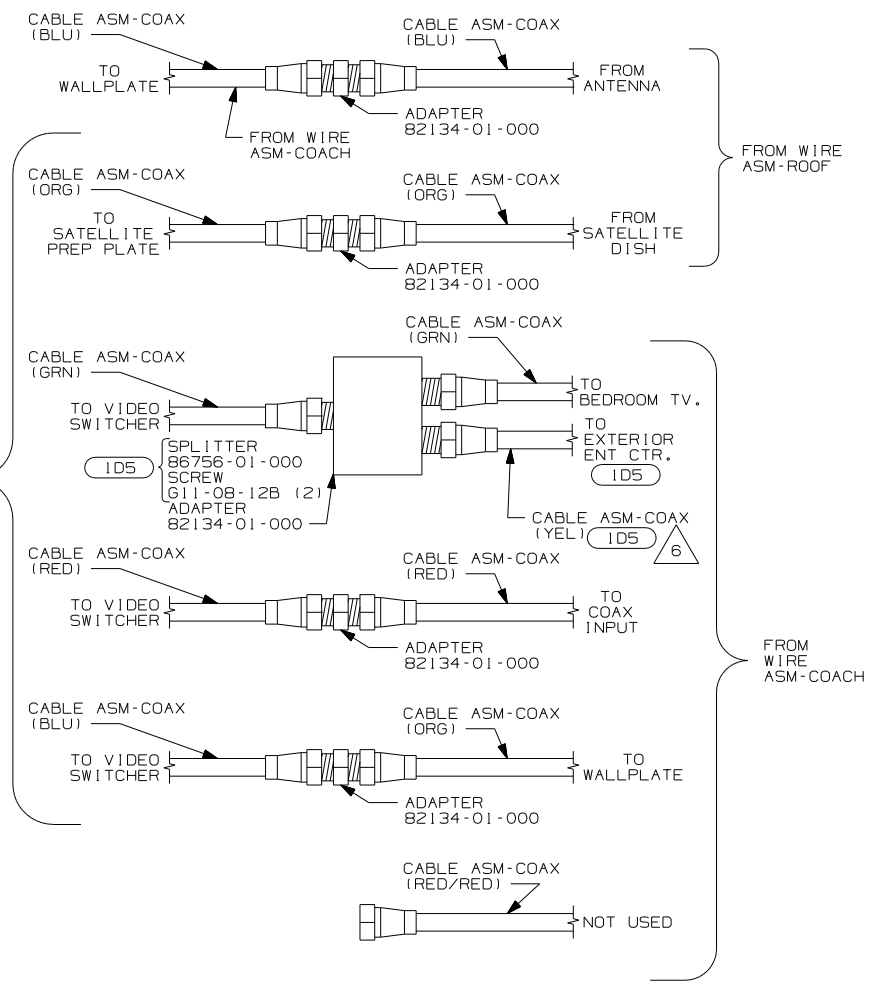 CABLE ASM-COAX
(BLU)
CABLE ASM-COAX
(BLU)
TO
WALLPLATE
FROM
ANTENNA
ADAPTER
82134-01-000
FROM WIRE
ASM-COACH
FROM WIRE
ASM-ROOF
CABLE ASM-COAX
(ORG)
CABLE ASM-COAX
(ORG)
TO
SATELLITE
PREP PLATE
FROM
SATELLITE
DISH
ADAPTER
82134-01-000
CABLE ASM-COAX
(GRN)
CABLE ASM-COAX
(GRN)
TO VIDEO
SWITCHER
TO
BEDROOM TV.
TO
EXTERIOR
ENT CTR.
1D5
1D5
SPLITTER
86756-01-000
SCREW
G11-08-12B (2)
ADAPTER
82134-01-000
CABLE ASM-COAX
(YEL)
1D5
6
CABLE ASM-COAX
(RED)
CABLE ASM-COAX
(RED)
TO VIDEO
SWITCHER
TO
COAX
INPUT
ADAPTER
82134-01-000
FROM
WIRE
ASM-COACH
CABLE ASM-COAX
(BLU)
CABLE ASM-COAX
(ORG)
TO VIDEO
SWITCHER
TO
WALLPLATE
ADAPTER
82134-01-000
CABLE ASM-COAX
(RED/RED)
NOT USED